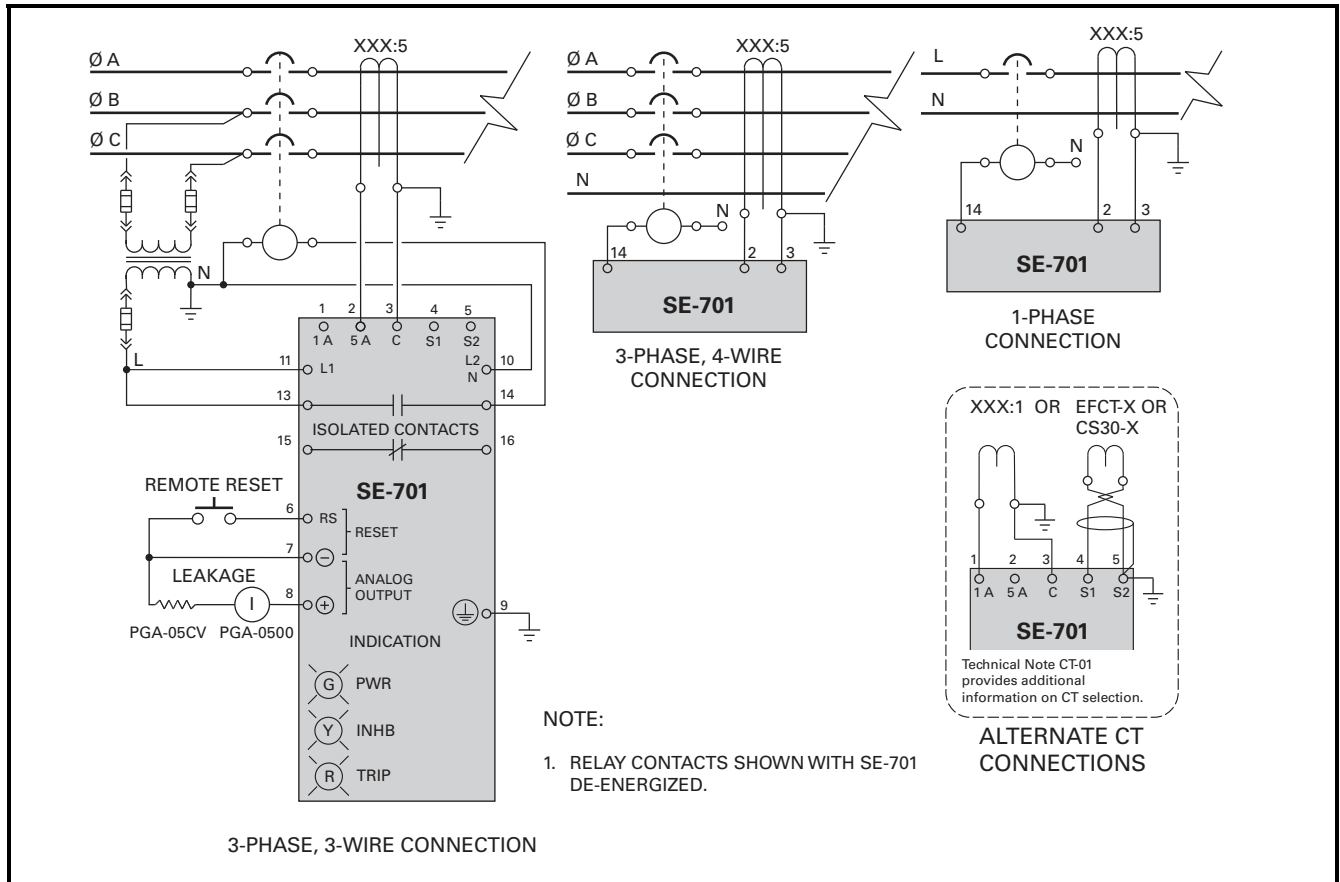 XXX:5
Ø A
Ø B
Ø C
N
L
1 2 3 4 5
1 A 5 A C S1 S2
11 L1
L2 10
N
13 14
ISOLATED CONTACTS
15 16
SE-701
REMOTE RESET
6 RS
RESET
7 −
LEAKAGE
ANALOG
OUTPUT
I 8 +
PGA-05CV PGA-0500
9
INDICATION
G PWR
Y INHB
R TRIP
3-PHASE, 3-WIRE CONNECTION
XXX:5
Ø A
Ø B
Ø C
N
N
14 2 3
SE-701
3-PHASE, 4-WIRE
CONNECTION
XXX:5
L
N
N
14 2 3
SE-701
1-PHASE
CONNECTION
XXX:1 OR EFCT-X OR
CS30-X
1 2 3 4 5
1 A 5 A C S1 S2
SE-701
Technical Note CT-01
provides additional
information on CT selection.
ALTERNATE CT
CONNECTIONS
NOTE:
1. RELAY CONTACTS SHOWN WITH SE-701
DE-ENERGIZED.